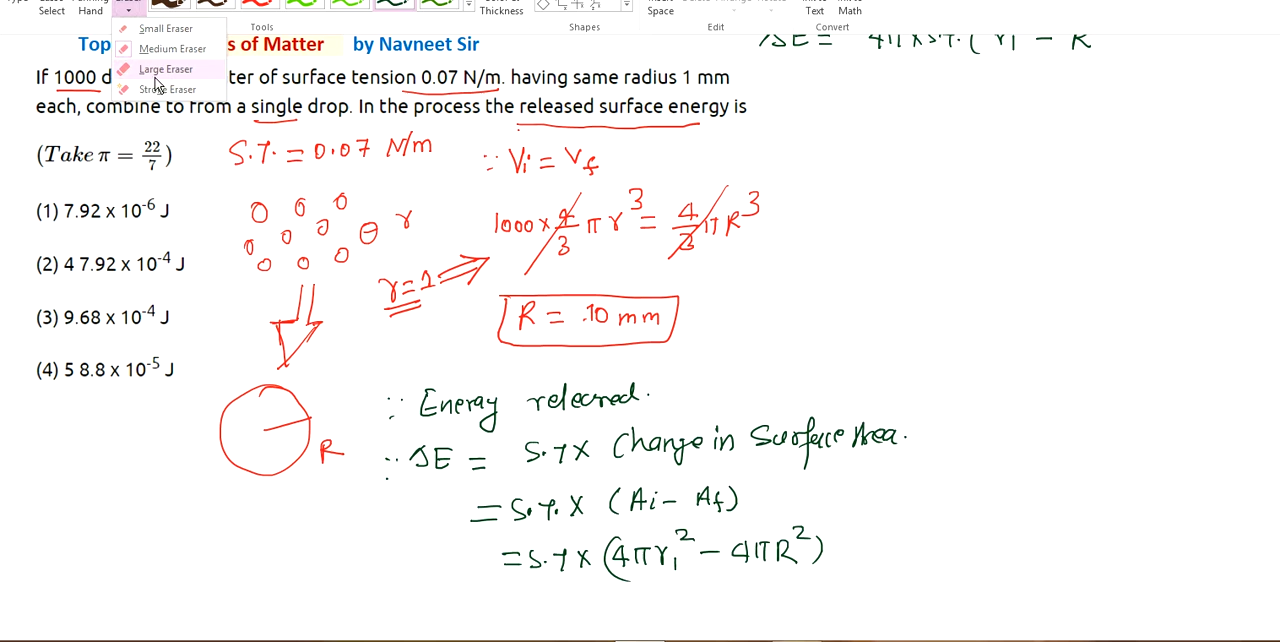 Select Hand Thickness Space Text Math
Tools Shapes Edit Convert
Small Eraser
Medium Eraser
Large Eraser
Stroke Eraser
Top s of Matter by Navneet Sir
If 1000 d ter of surface tension 0.07 N/m. having same radius 1 mm
each, combine to from a single drop. In the process the released surface energy is
(Take π = 22/7)
(1) 7.92 x 10⁻⁶ J
(2) 4 7.92 x 10⁻⁴ J
(3) 9.68 x 10⁻⁴ J
(4) 5 8.8 x 10⁻⁵ J
S.T. = 0.07 N/m
∵ Vi = Vf
r
1000 × 4/3 π r³ = 4/3 π R³
r=1
R = .10 mm
R
∵ Energy released.
∵ ΔE = S.T × Change in Surface Area.
= S.T. × (Ai – Af)
= S.T × (4πr₁² – 4πR²)